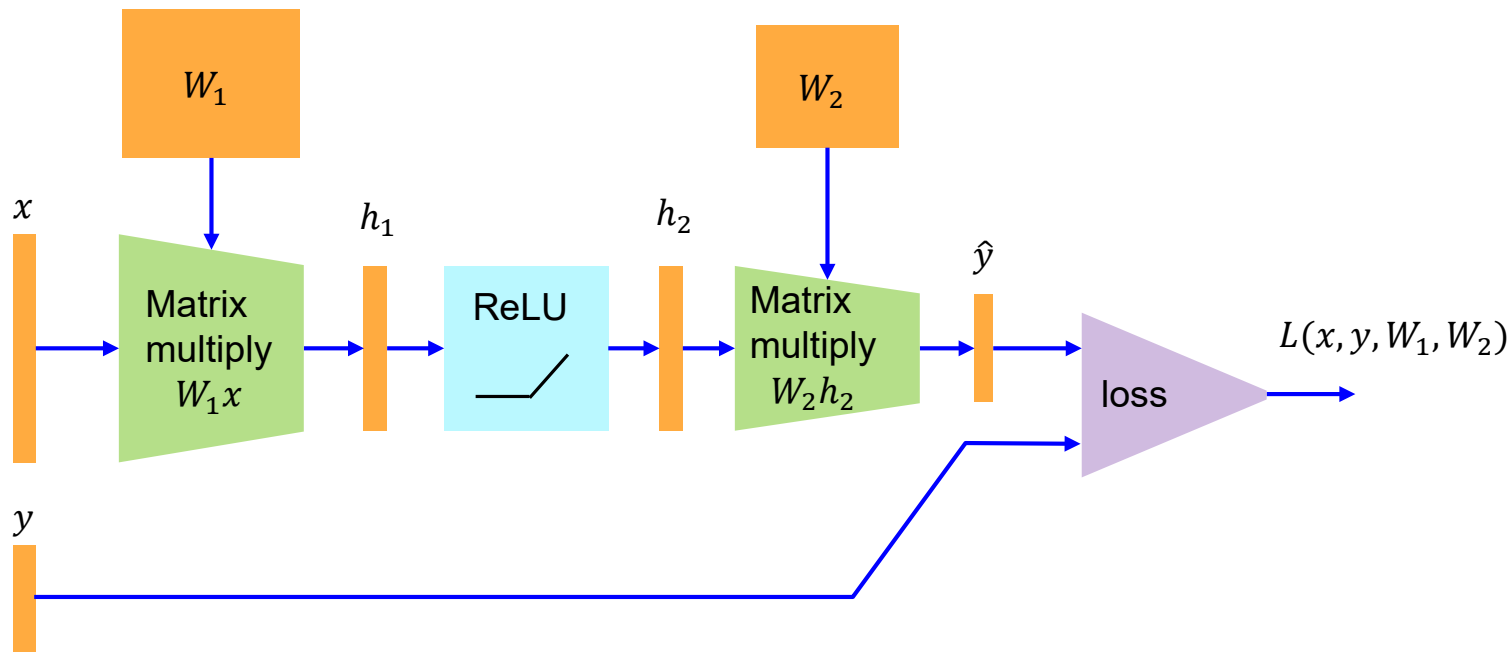 W₁
W₂
x
h₁
h₂
ŷ
Matrix
multiply
W₁x
ReLU
Matrix
multiply
W₂h₂
loss
L(x, y, W₁, W₂)
y